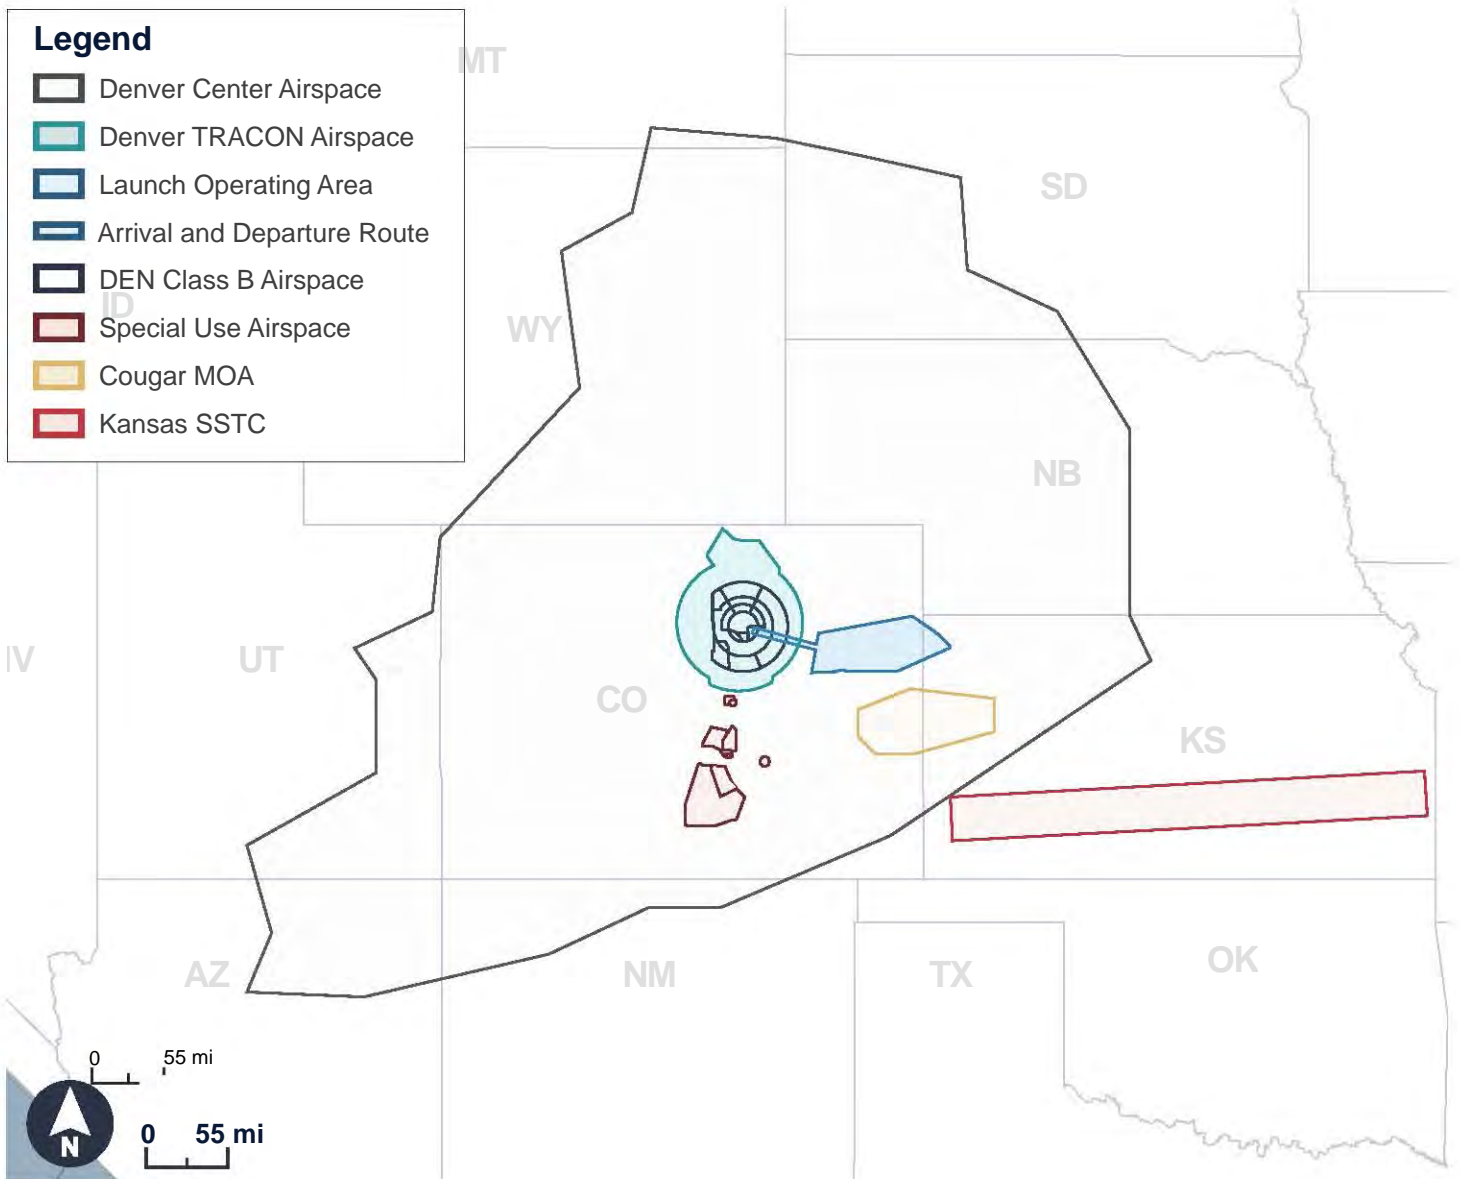 Legend
Denver Center Airspace
Denver TRACON Airspace
Launch Operating Area
Arrival and Departure Route
DEN Class B Airspace
Special Use Airspace
Cougar MOA
Kansas SSTC
MT
SD
ID
WY
NB
IV
UT
CO
KS
AZ
NM
TX
OK
0 55 mi
0 55 mi
N